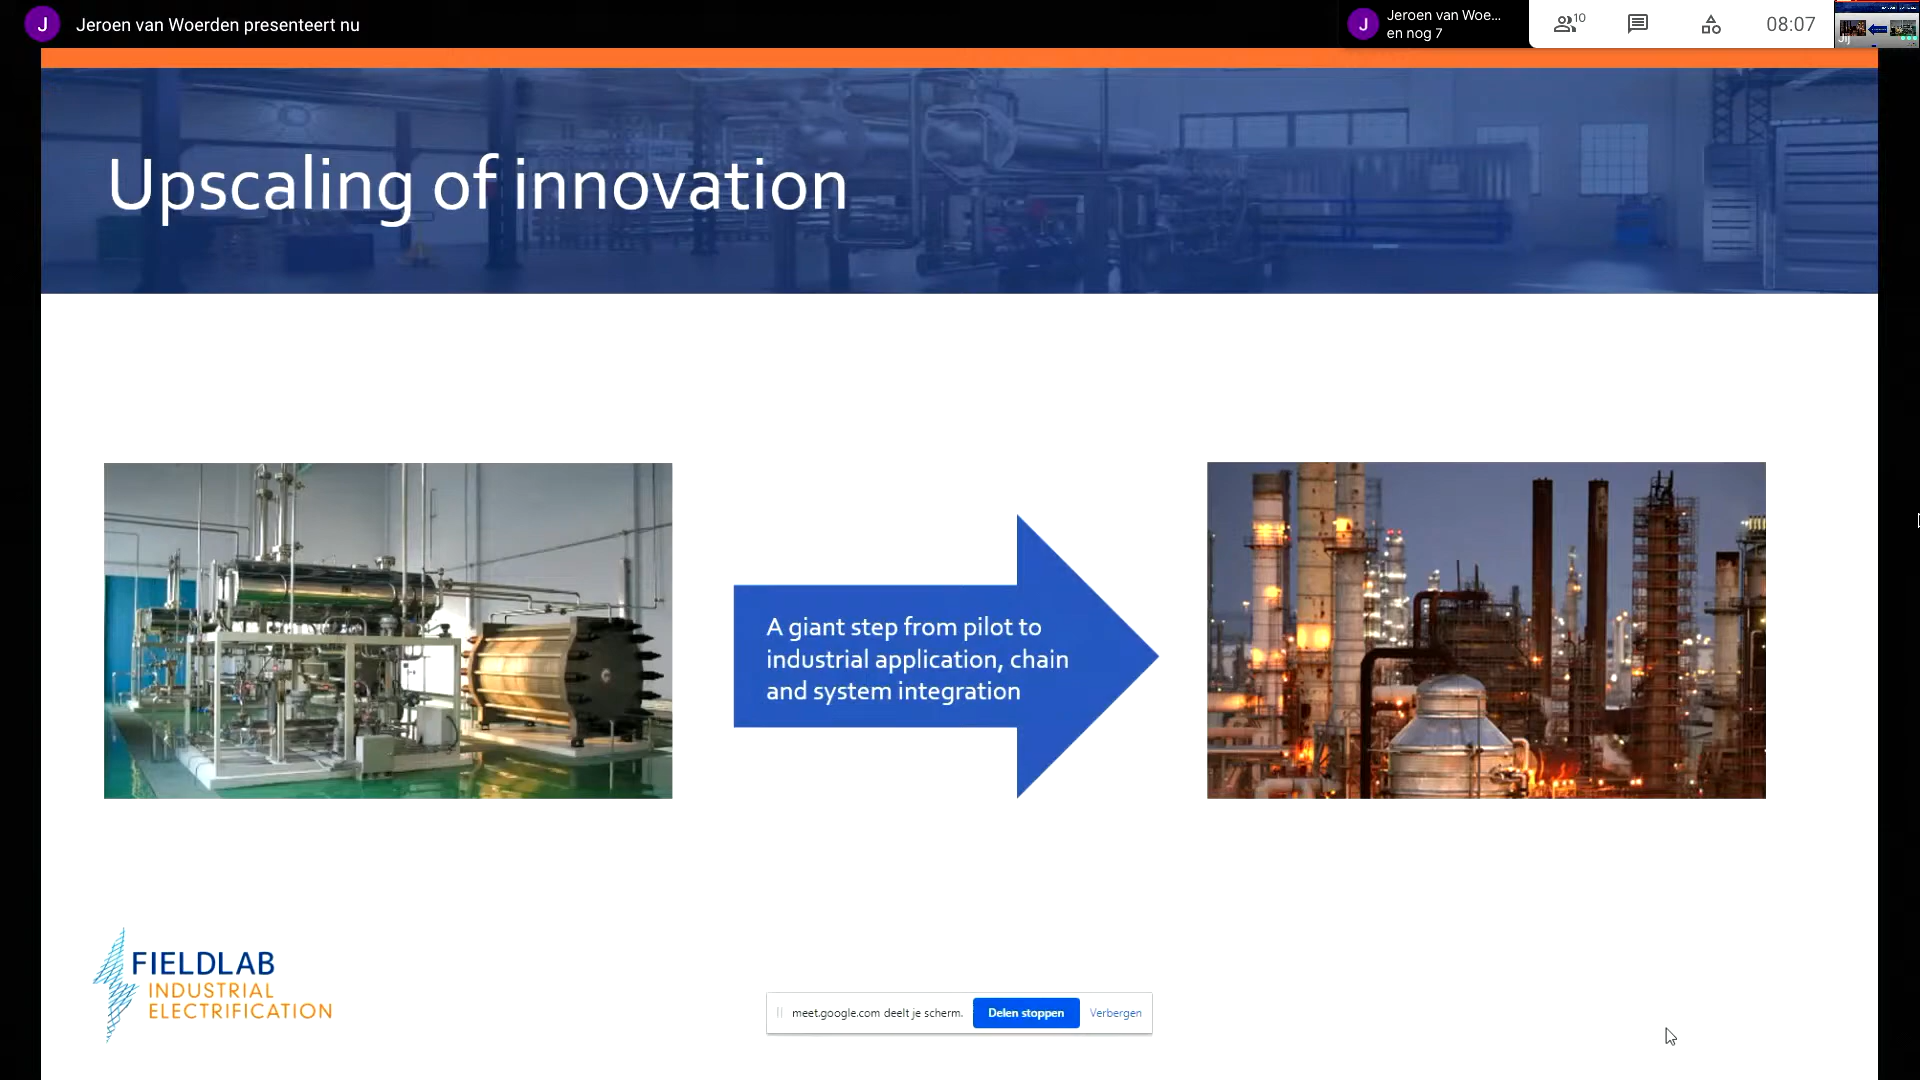 J Jeroen van Woerden presenteert nu
J Jeroen van Woe...
en nog 7
10
08:07
Jij
Upscaling of innovation
A giant step from pilot to
industrial application, chain
and system integration
FIELDLAB
INDUSTRIAL
ELECTRIFICATION
meet.google.com deelt je scherm. Delen stoppen Verbergen